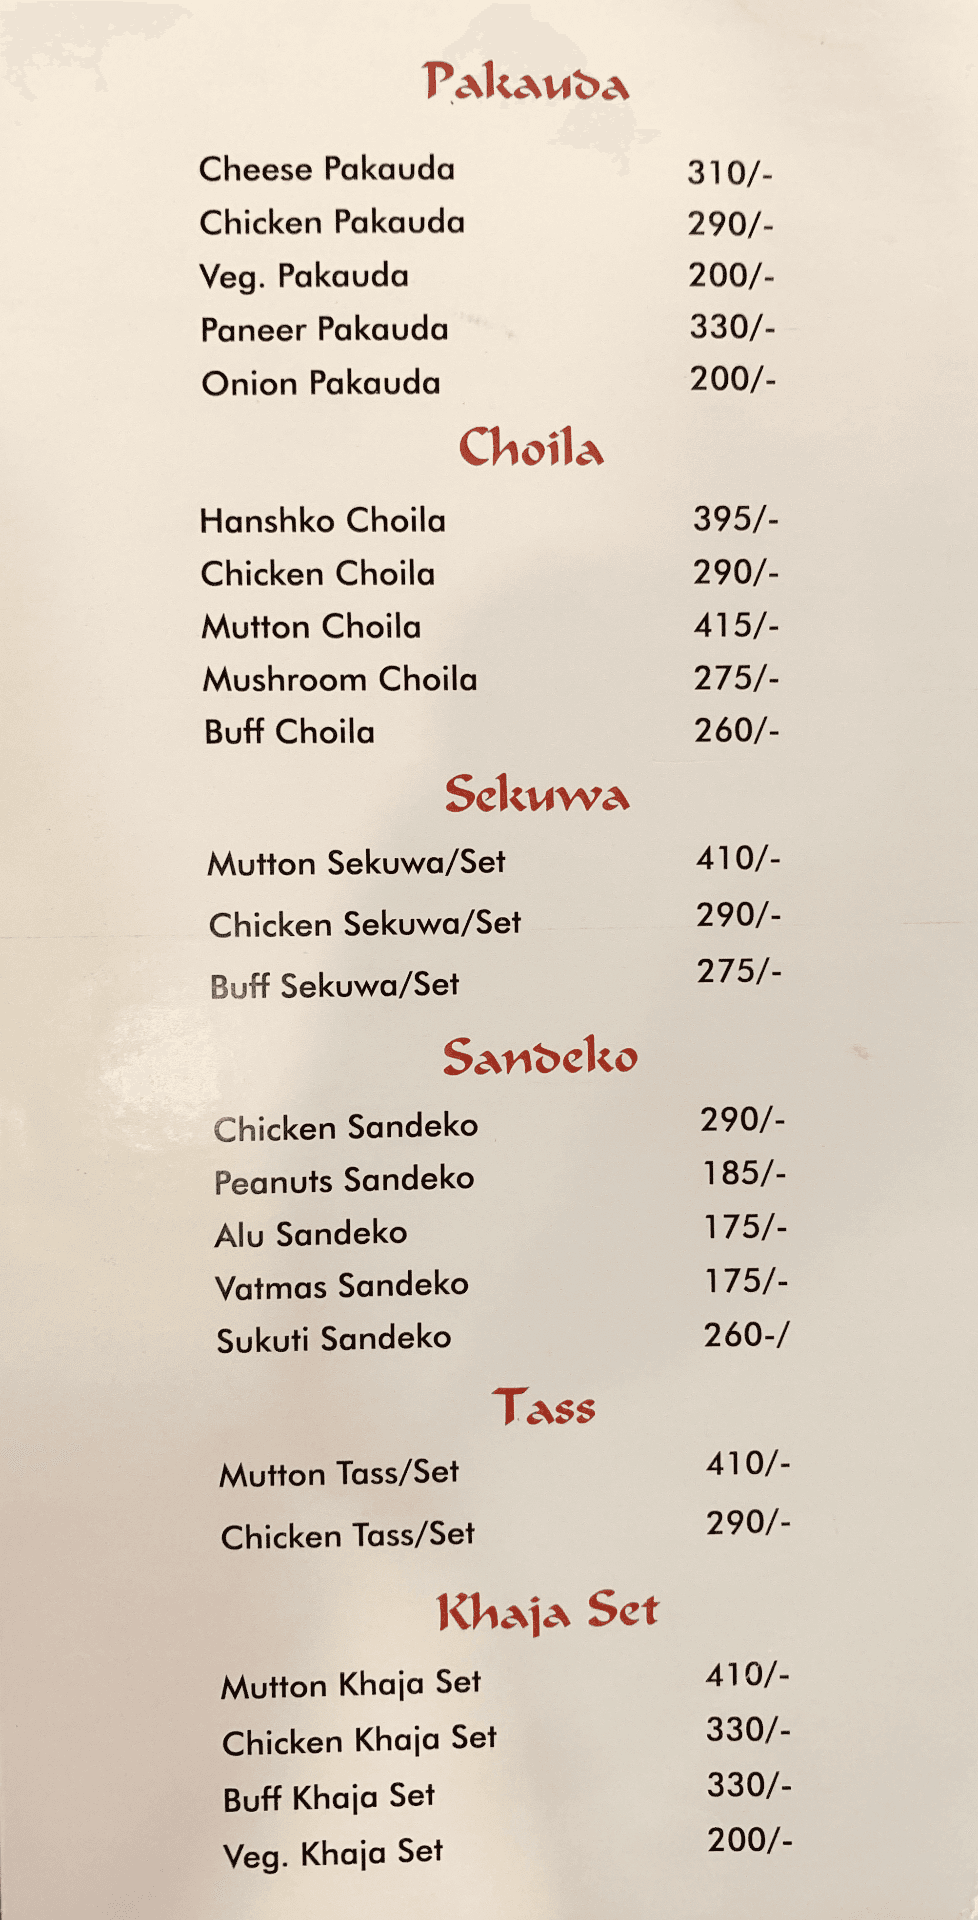 Pakauda
Cheese Pakauda 310/-
Chicken Pakauda 290/-
Veg. Pakauda 200/-
Paneer Pakauda 330/-
Onion Pakauda 200/-
Choila
Hanshko Choila 395/-
Chicken Choila 290/-
Mutton Choila 415/-
Mushroom Choila 275/-
Buff Choila 260/-
Sekuwa
Mutton Sekuwa/Set 410/-
Chicken Sekuwa/Set 290/-
Buff Sekuwa/Set 275/-
Sandeko
Chicken Sandeko 290/-
Peanuts Sandeko 185/-
Alu Sandeko 175/-
Vatmas Sandeko 175/-
Sukuti Sandeko 260-/
Tass
Mutton Tass/Set 410/-
Chicken Tass/Set 290/-
Khaja Set
Mutton Khaja Set 410/-
Chicken Khaja Set 330/-
Buff Khaja Set 330/-
Veg. Khaja Set 200/-